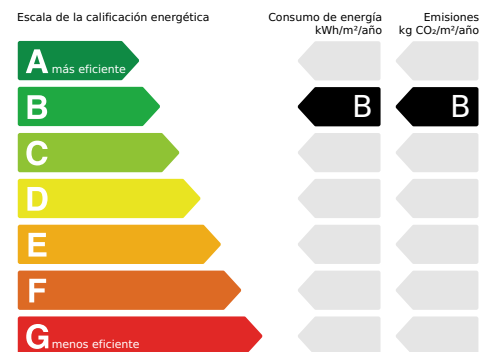 Escala de la calificación energética
Consumo de energía
kWh/m²/año
Emisiones
kg CO₂/m²/año
A más eficiente
B B B
C
D
E
F
G menos eficiente